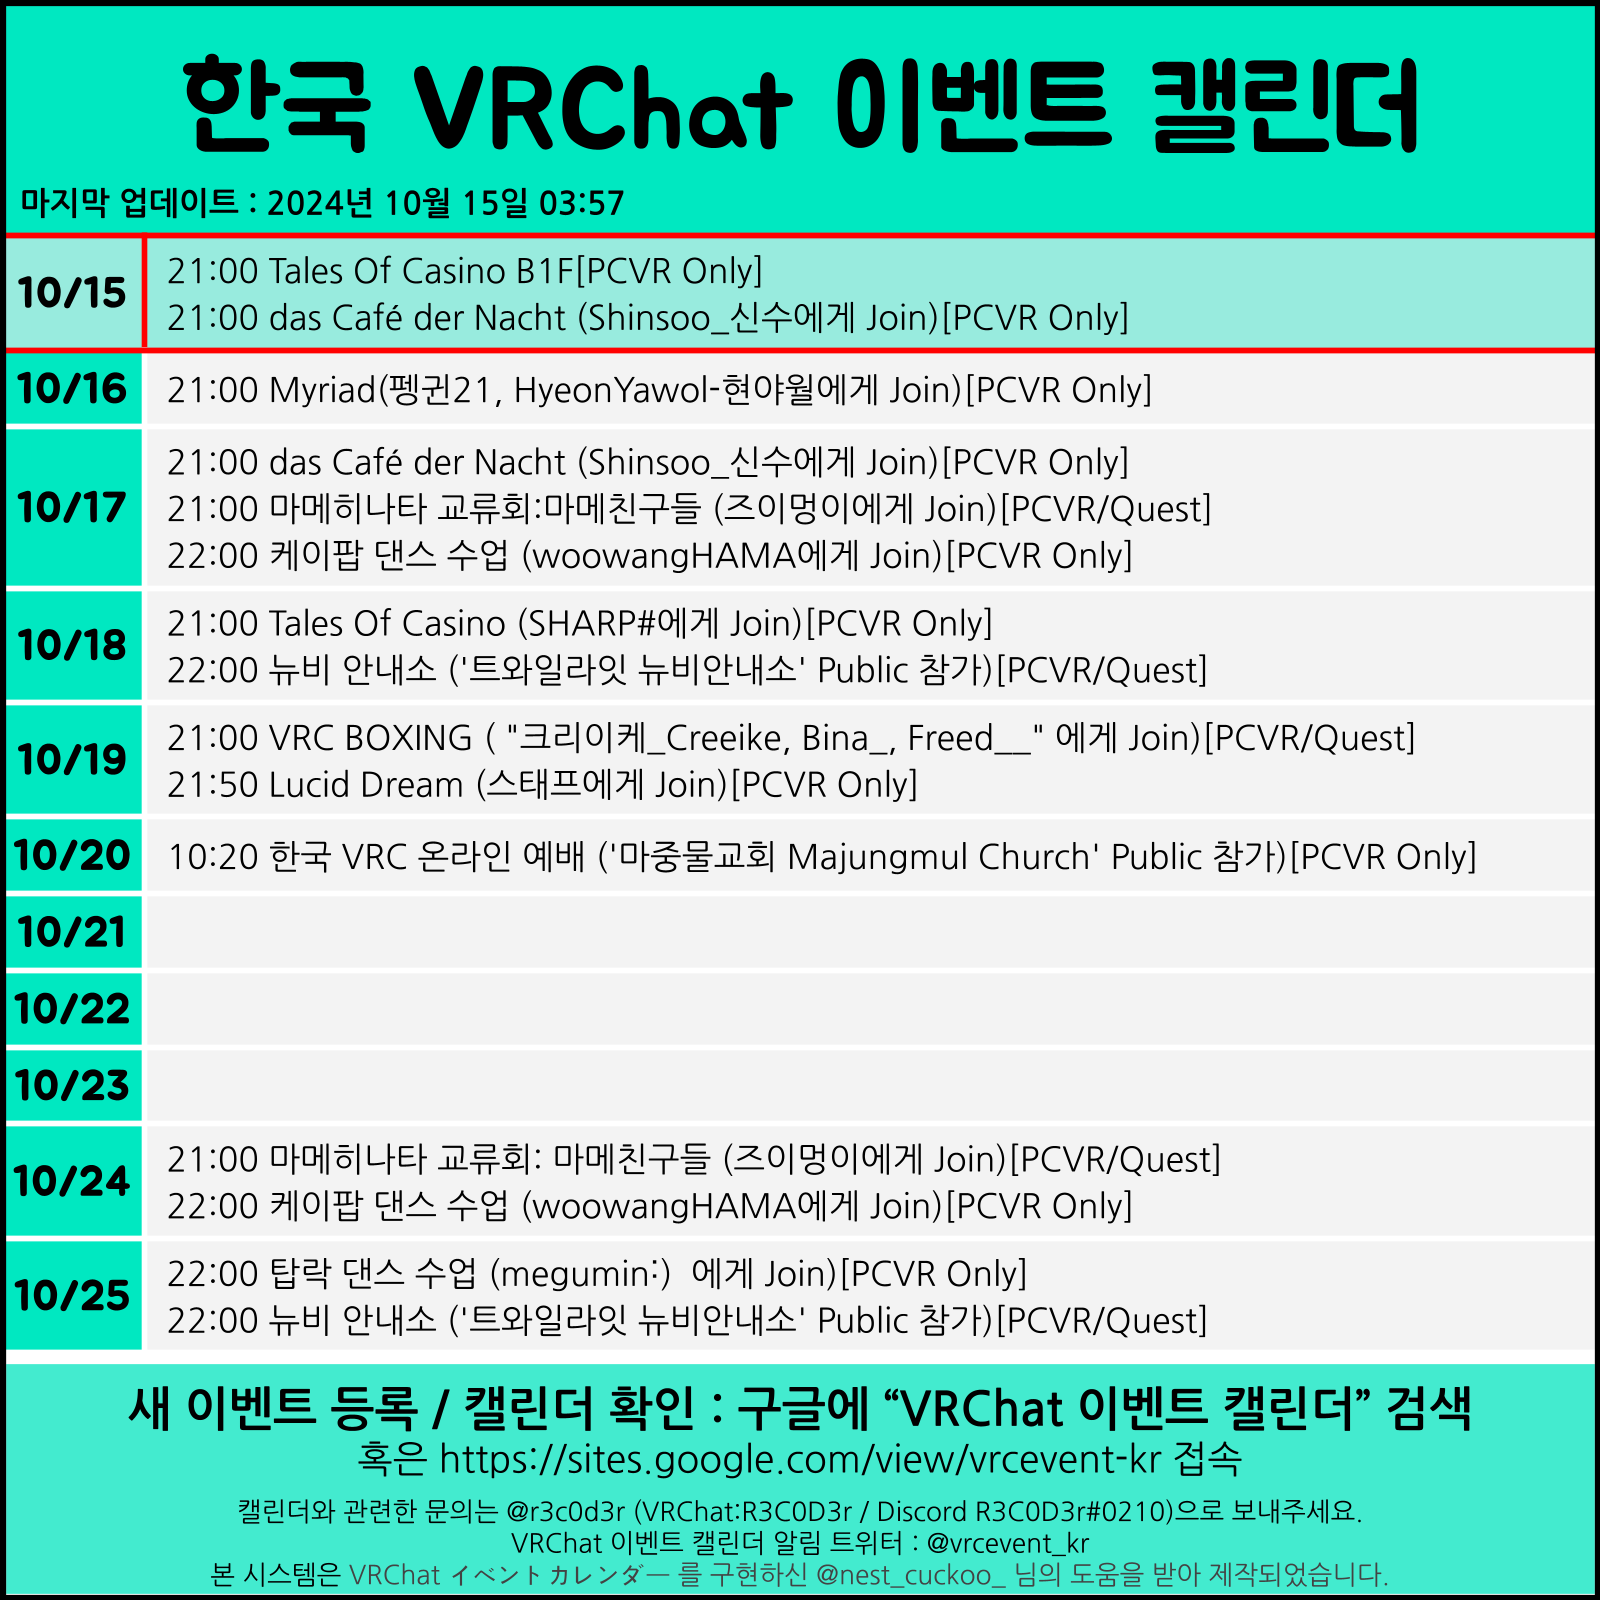 한국 VRChat 이벤트 캘린더
마지막 업데이트 : 2024년 10월 15일 03:57
10/15
21:00 Tales Of Casino B1F[PCVR Only]
21:00 das Café der Nacht (Shinsoo_신수에게 Join)[PCVR Only]
10/16
21:00 Myriad(펭귄21, HyeonYawol-현야월에게 Join)[PCVR Only]
10/17
21:00 das Café der Nacht (Shinsoo_신수에게 Join)[PCVR Only]
21:00 마메히나타 교류회:마메친구들 (즈이멍이에게 Join)[PCVR/Quest]
22:00 케이팝 댄스 수업 (woowangHAMA에게 Join)[PCVR Only]
10/18
21:00 Tales Of Casino (SHARP#에게 Join)[PCVR Only]
22:00 뉴비 안내소 ('트와일라잇 뉴비안내소' Public 참가)[PCVR/Quest]
10/19
21:00 VRC BOXING ( "크리이케_Creeike, Bina_, Freed__" 에게 Join)[PCVR/Quest]
21:50 Lucid Dream (스태프에게 Join)[PCVR Only]
10/20
10:20 한국 VRC 온라인 예배 ('마중물교회 Majungmul Church' Public 참가)[PCVR Only]
10/21
10/22
10/23
10/24
21:00 마메히나타 교류회: 마메친구들 (즈이멍이에게 Join)[PCVR/Quest]
22:00 케이팝 댄스 수업 (woowangHAMA에게 Join)[PCVR Only]
10/25
22:00 탑락 댄스 수업 (megumin:)  에게 Join)[PCVR Only]
22:00 뉴비 안내소 ('트와일라잇 뉴비안내소' Public 참가)[PCVR/Quest]
새 이벤트 등록 / 캘린더 확인 : 구글에 “VRChat 이벤트 캘린더” 검색
혹은 https://sites.google.com/view/vrcevent-kr 접속
캘린더와 관련한 문의는 @r3c0d3r (VRChat:R3C0D3r / Discord R3C0D3r#0210)으로 보내주세요.
VRChat 이벤트 캘린더 알림 트위터 : @vrcevent_kr
본 시스템은 VRChat イベントカレンダー 를 구현하신 @nest_cuckoo_ 님의 도움을 받아 제작되었습니다.